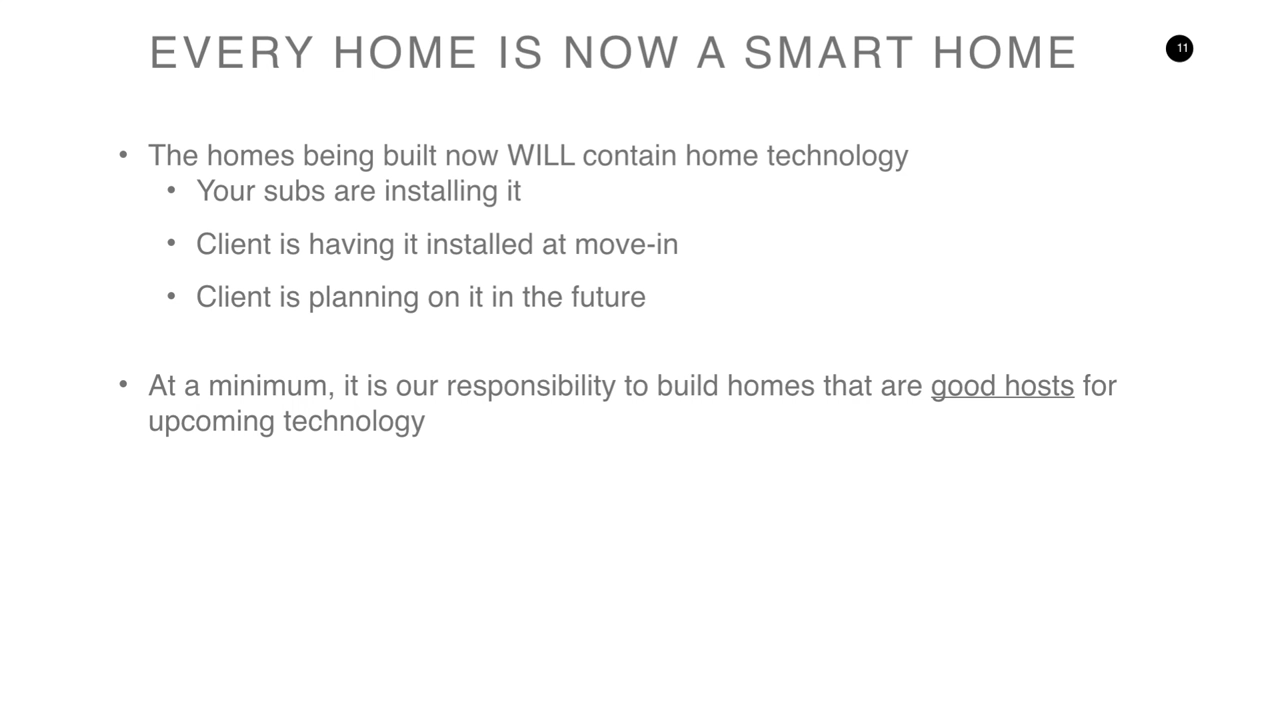 EVERY HOME IS NOW A SMART HOME
11
• The homes being built now WILL contain home technology
• Your subs are installing it
• Client is having it installed at move-in
• Client is planning on it in the future
• At a minimum, it is our responsibility to build homes that are good hosts for
upcoming technology